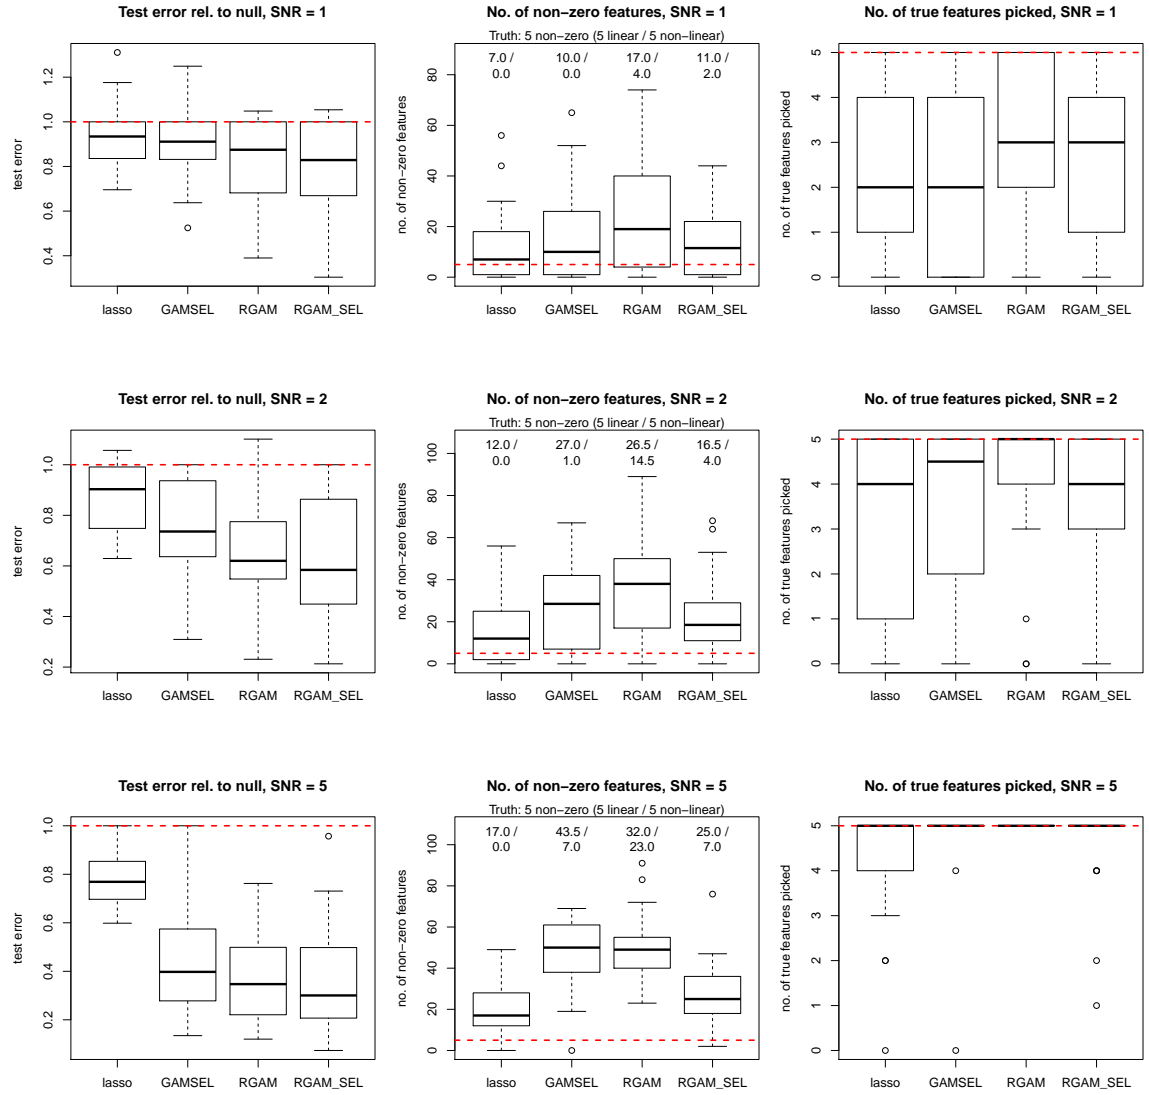 Test error rel. to null, SNR = 1
test error
0.4 0.6 0.8 1.0 1.2
lasso GAMSEL RGAM RGAM_SEL
No. of non−zero features, SNR = 1
Truth: 5 non−zero (5 linear / 5 non−linear)
7.0 / 10.0 / 17.0 / 11.0 /
0.0 0.0 4.0 2.0
no. of non−zero features
0 20 40 60 80
lasso GAMSEL RGAM RGAM_SEL
No. of true features picked, SNR = 1
no. of true features picked
0 1 2 3 4 5
lasso GAMSEL RGAM RGAM_SEL
Test error rel. to null, SNR = 2
test error
0.2 0.4 0.6 0.8 1.0
lasso GAMSEL RGAM RGAM_SEL
No. of non−zero features, SNR = 2
Truth: 5 non−zero (5 linear / 5 non−linear)
12.0 / 27.0 / 26.5 / 16.5 /
0.0 1.0 14.5 4.0
no. of non−zero features
0 20 40 60 80 100
lasso GAMSEL RGAM RGAM_SEL
No. of true features picked, SNR = 2
no. of true features picked
0 1 2 3 4 5
lasso GAMSEL RGAM RGAM_SEL
Test error rel. to null, SNR = 5
test error
0.2 0.4 0.6 0.8 1.0
lasso GAMSEL RGAM RGAM_SEL
No. of non−zero features, SNR = 5
Truth: 5 non−zero (5 linear / 5 non−linear)
17.0 / 43.5 / 32.0 / 25.0 /
0.0 7.0 23.0 7.0
no. of non−zero features
0 20 40 60 80 100
lasso GAMSEL RGAM RGAM_SEL
No. of true features picked, SNR = 5
no. of true features picked
0 1 2 3 4 5
lasso GAMSEL RGAM RGAM_SEL